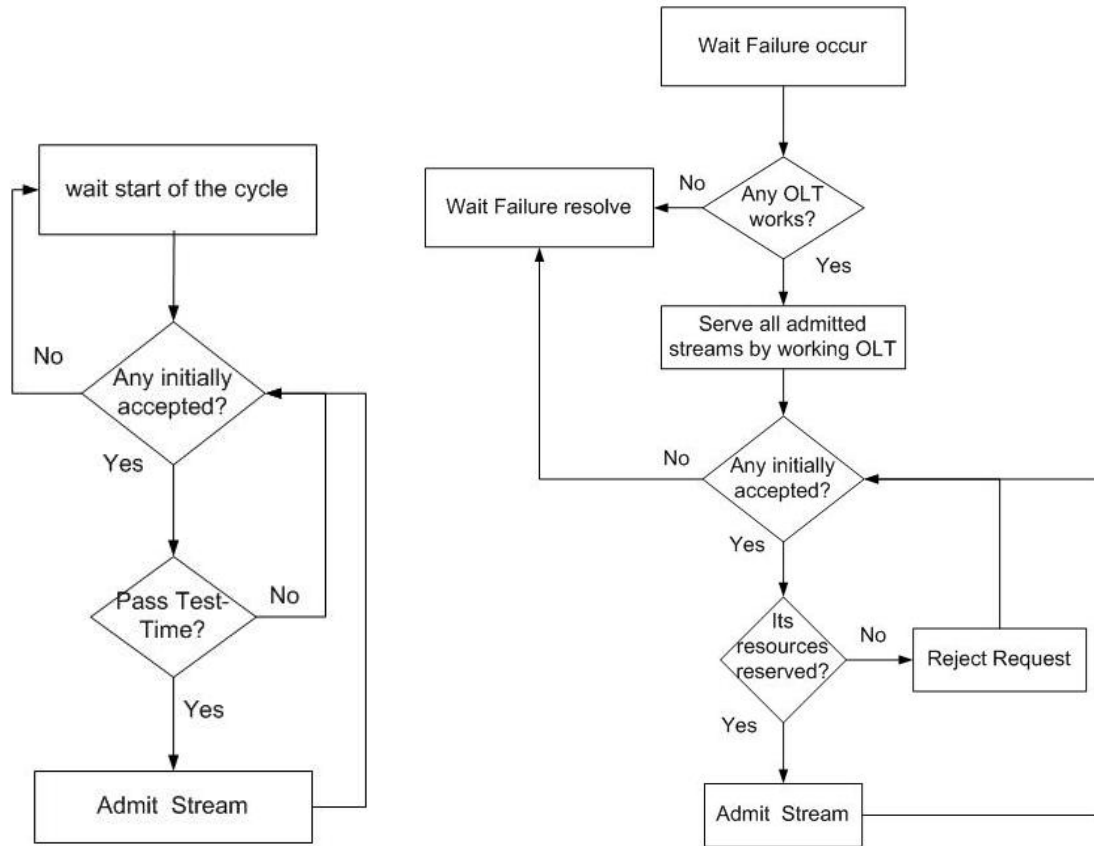 wait start of the cycle
Any initially
accepted?
No
Yes
Pass Test-
Time?
No
Yes
Admit Stream
Wait Failure occur
Any OLT
works?
No
Yes
Wait Failure resolve
Serve all admitted
streams by working OLT
Any initially
accepted?
No
Yes
Its
resources
reserved?
No
Reject Request
Yes
Admit Stream